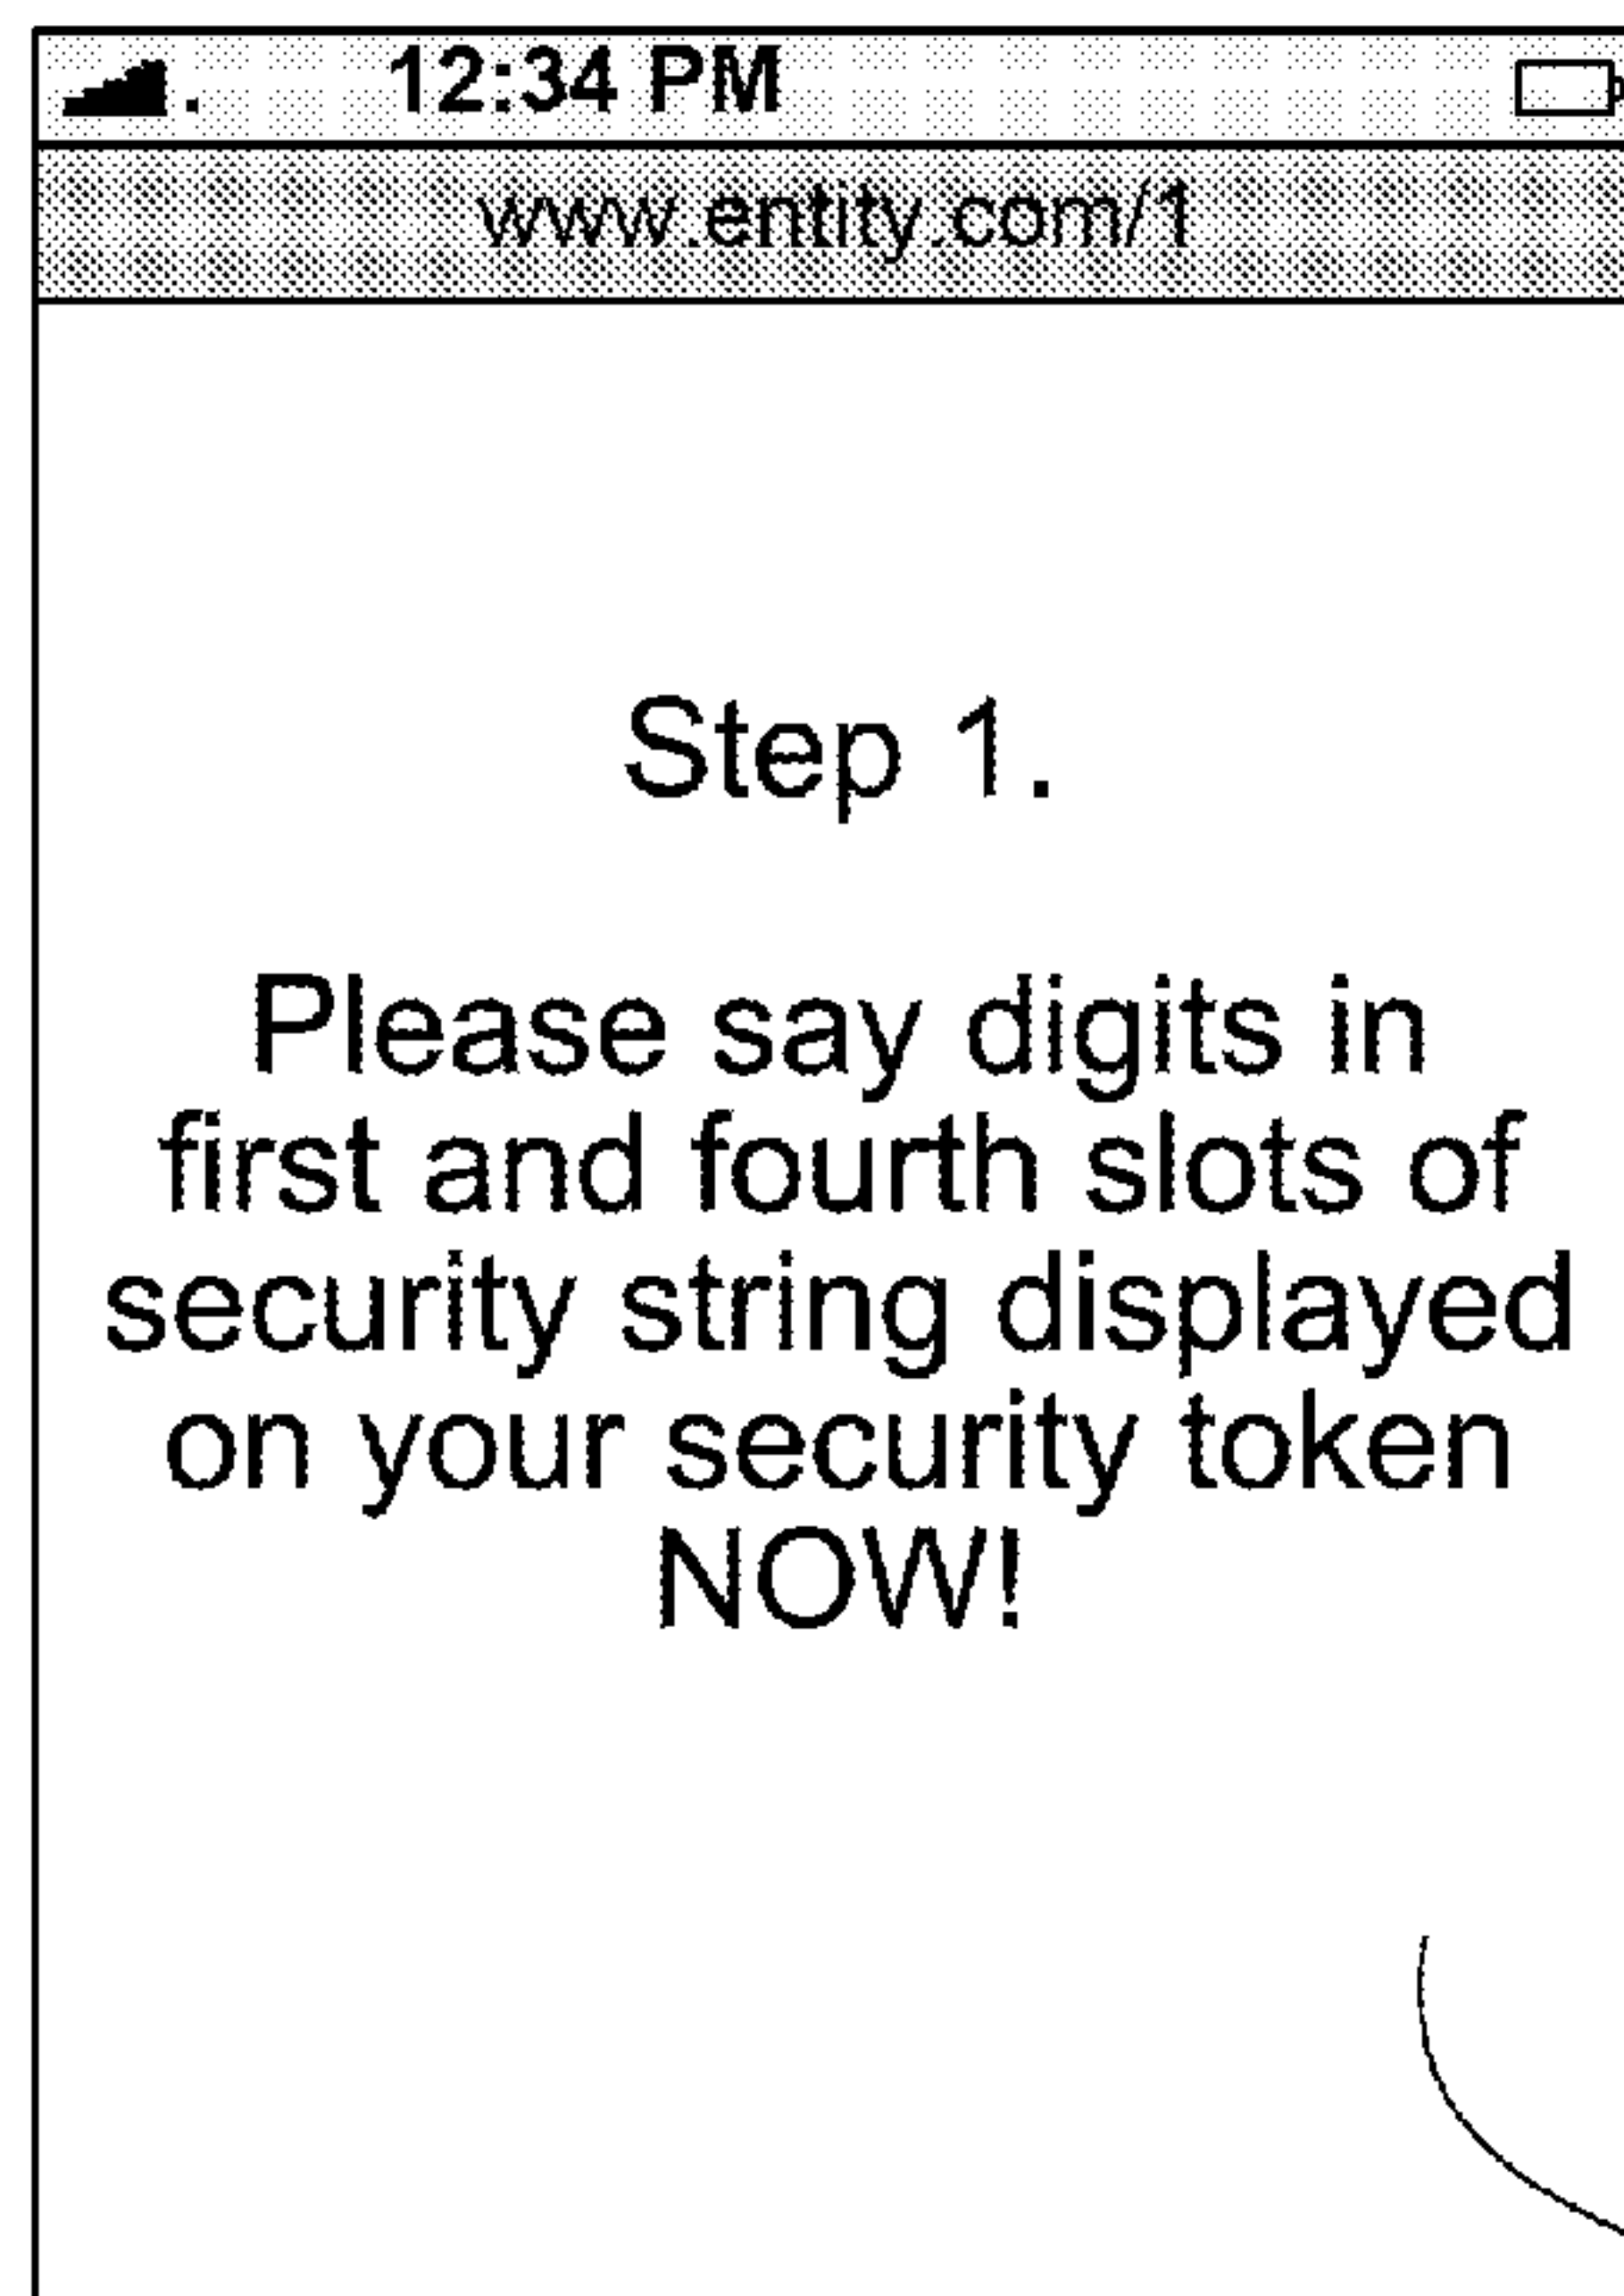 12:34 PM
www.entity.com/1
Step 1.
Please say digits in
first and fourth slots of
security string displayed
on your security token
NOW!